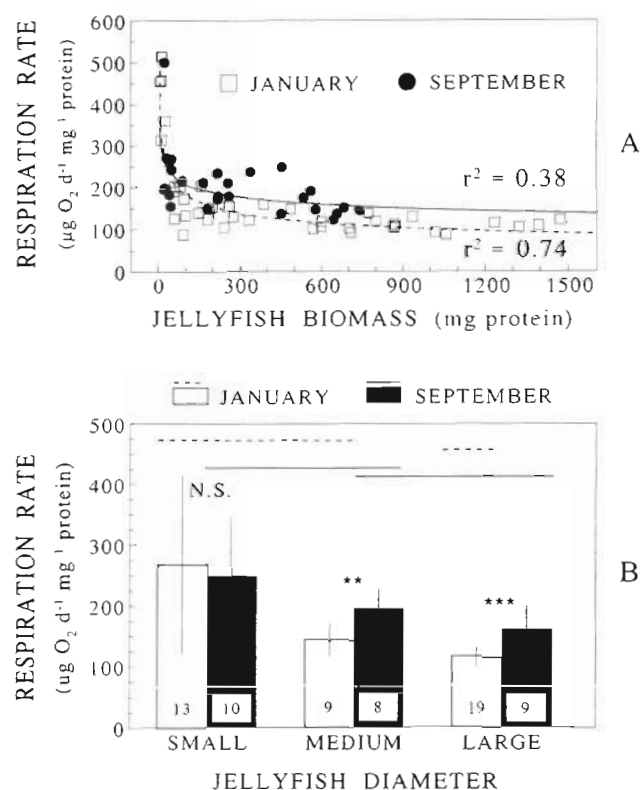 A
RESPIRATION RATE
(µg O2 d-1 mg-1 protein)
600
500
400
300
200
100
0
JANUARY SEPTEMBER
r2 = 0.38
r2 = 0.74
0 300 600 900 1200 1500
JELLYFISH BIOMASS (mg protein)
JANUARY SEPTEMBER
B
RESPIRATION RATE
(ug O2 d-1 mg 1 protein)
500
400
300
200
100
0
N.S.
**
***
13 10 9 8 19 9
SMALL MEDIUM LARGE
JELLYFISH DIAMETER